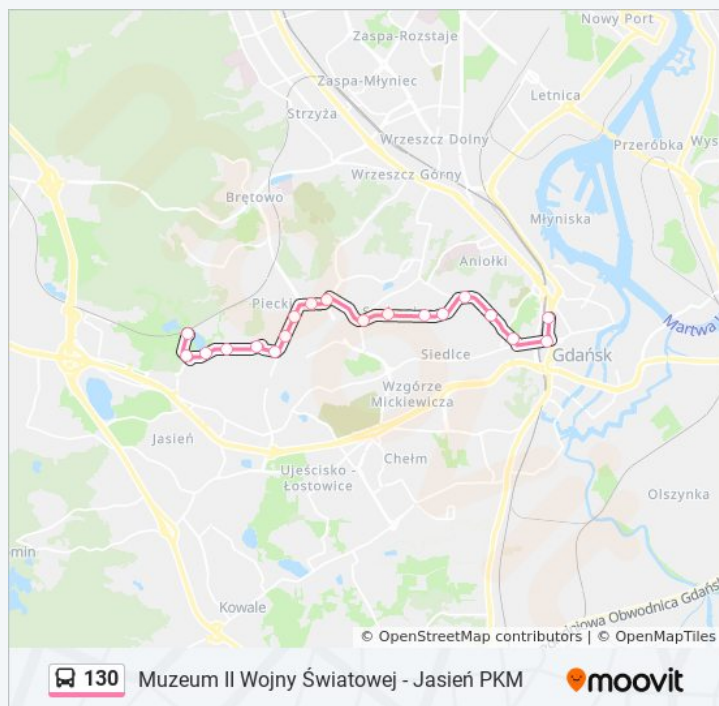 Nowy Port
Zaspa-Rozstaje
Zaspa-Młyniec
Letnica
Strzyża
Wrzeszcz Dolny
Przeróbka
Wys
Wrzeszcz Górny
Brętowo
Młyniska
Aniołki
Piecki
Martwa
Siedlce
Gdańsk
Wzgórze
Mickiewicza
Jasień
Chełm
Ujeścisko -
Łostowice
Olszynka
omin
Kowale
Obwodnica Gdańs
© OpenStreetMap contributors | © OpenMapTiles
130 Muzeum II Wojny Światowej - Jasień PKM
moovit